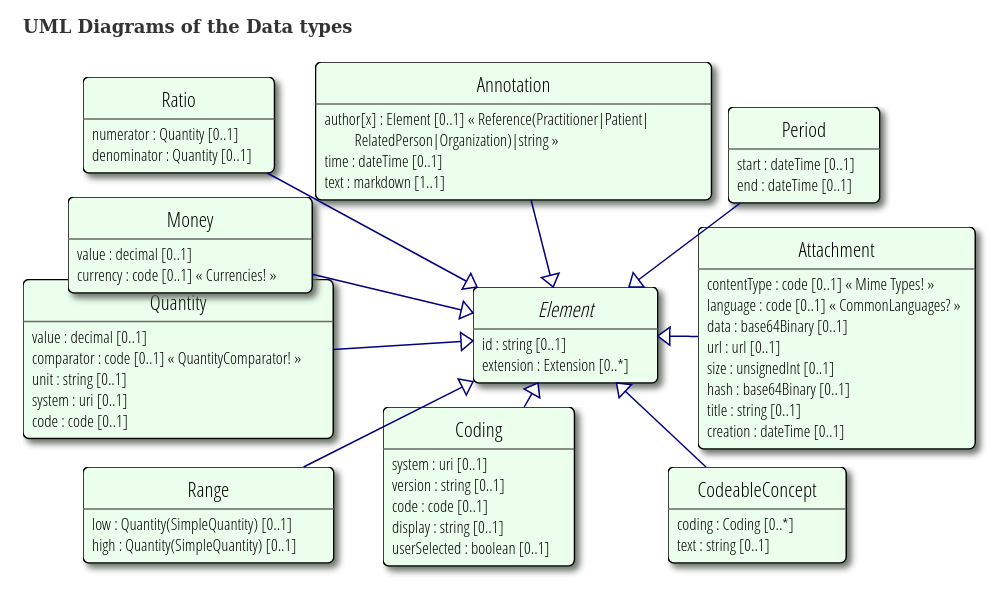 UML Diagrams of the Data types
Ratio
numerator : Quantity [0..1]
denominator : Quantity [0..1]
Annotation
author[x] : Element [0..1] « Reference(Practitioner|Patient|
RelatedPerson|Organization)|string »
time : dateTime [0..1]
text : markdown [1..1]
Period
start : dateTime [0..1]
end : dateTime [0..1]
Money
value : decimal [0..1]
currency : code [0..1] « Currencies! »
Quantity
value : decimal [0..1]
comparator : code [0..1] « QuantityComparator! »
unit : string [0..1]
system : uri [0..1]
code : code [0..1]
Element
id : string [0..1]
extension : Extension [0..*]
Attachment
contentType : code [0..1] « Mime Types! »
language : code [0..1] « CommonLanguages? »
data : base64Binary [0..1]
url : url [0..1]
size : unsignedInt [0..1]
hash : base64Binary [0..1]
title : string [0..1]
creation : dateTime [0..1]
Range
low : Quantity(SimpleQuantity) [0..1]
high : Quantity(SimpleQuantity) [0..1]
Coding
system : uri [0..1]
version : string [0..1]
code : code [0..1]
display : string [0..1]
userSelected : boolean [0..1]
CodeableConcept
coding : Coding [0..*]
text : string [0..1]